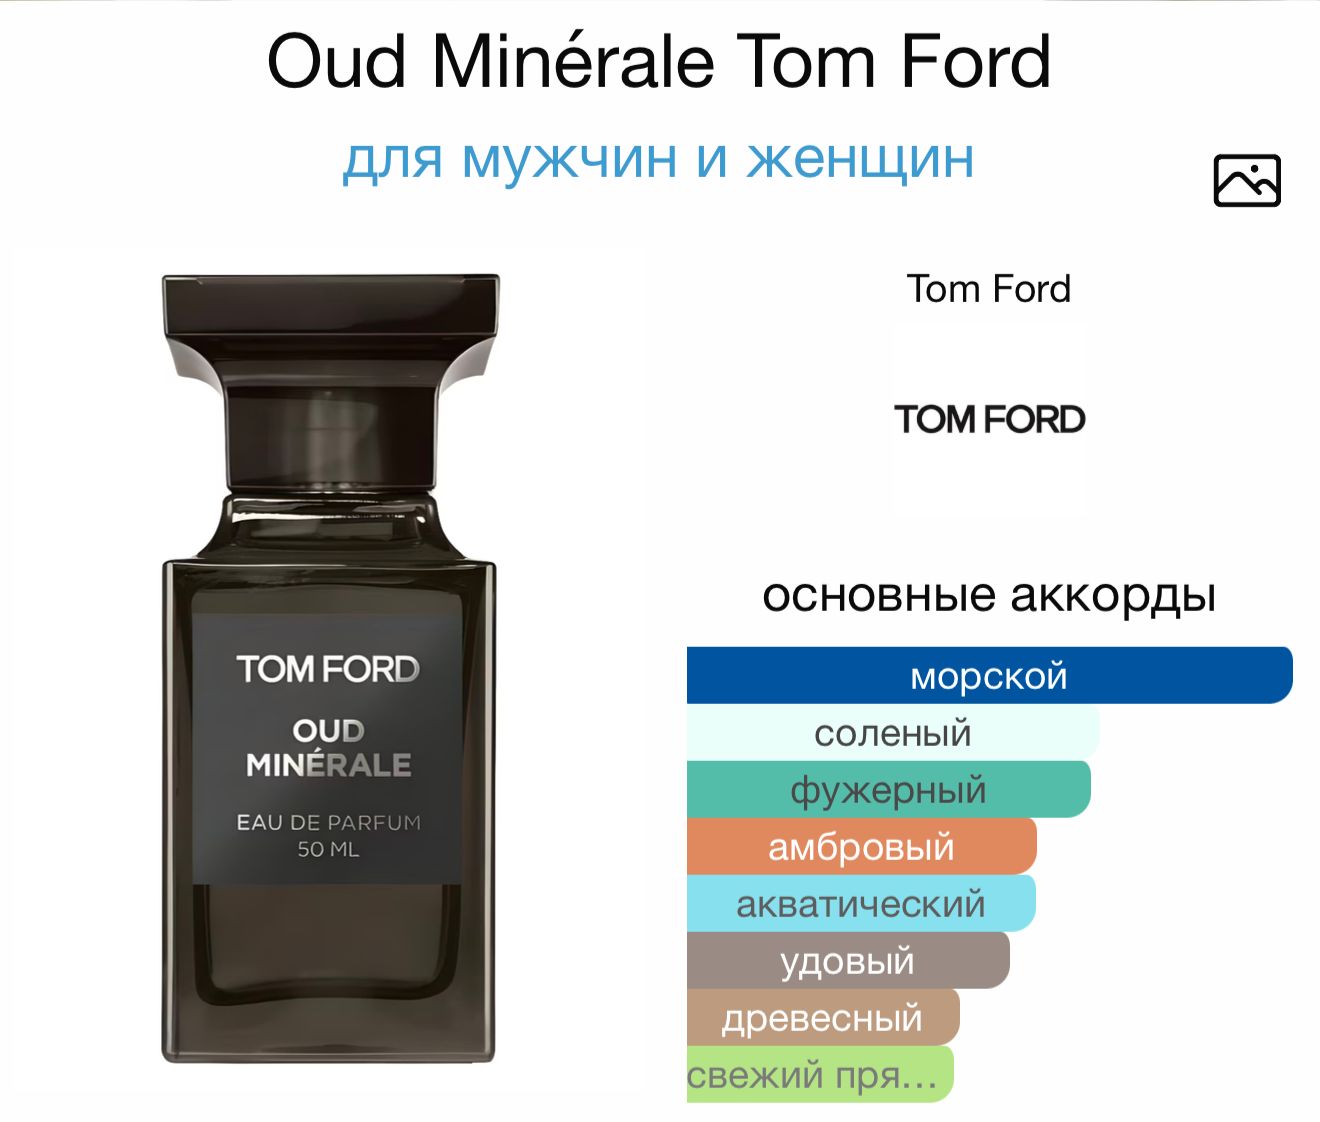 Oud Minérale Tom Ford
для мужчин и женщин
TOM FORD
OUD
MINÉRALE
EAU DE PARFUM
50 ML
Tom Ford
TOM FORD
основные аккорды
морской
соленый
фужерный
амбровый
акватический
удовый
древесный
свежий пря...